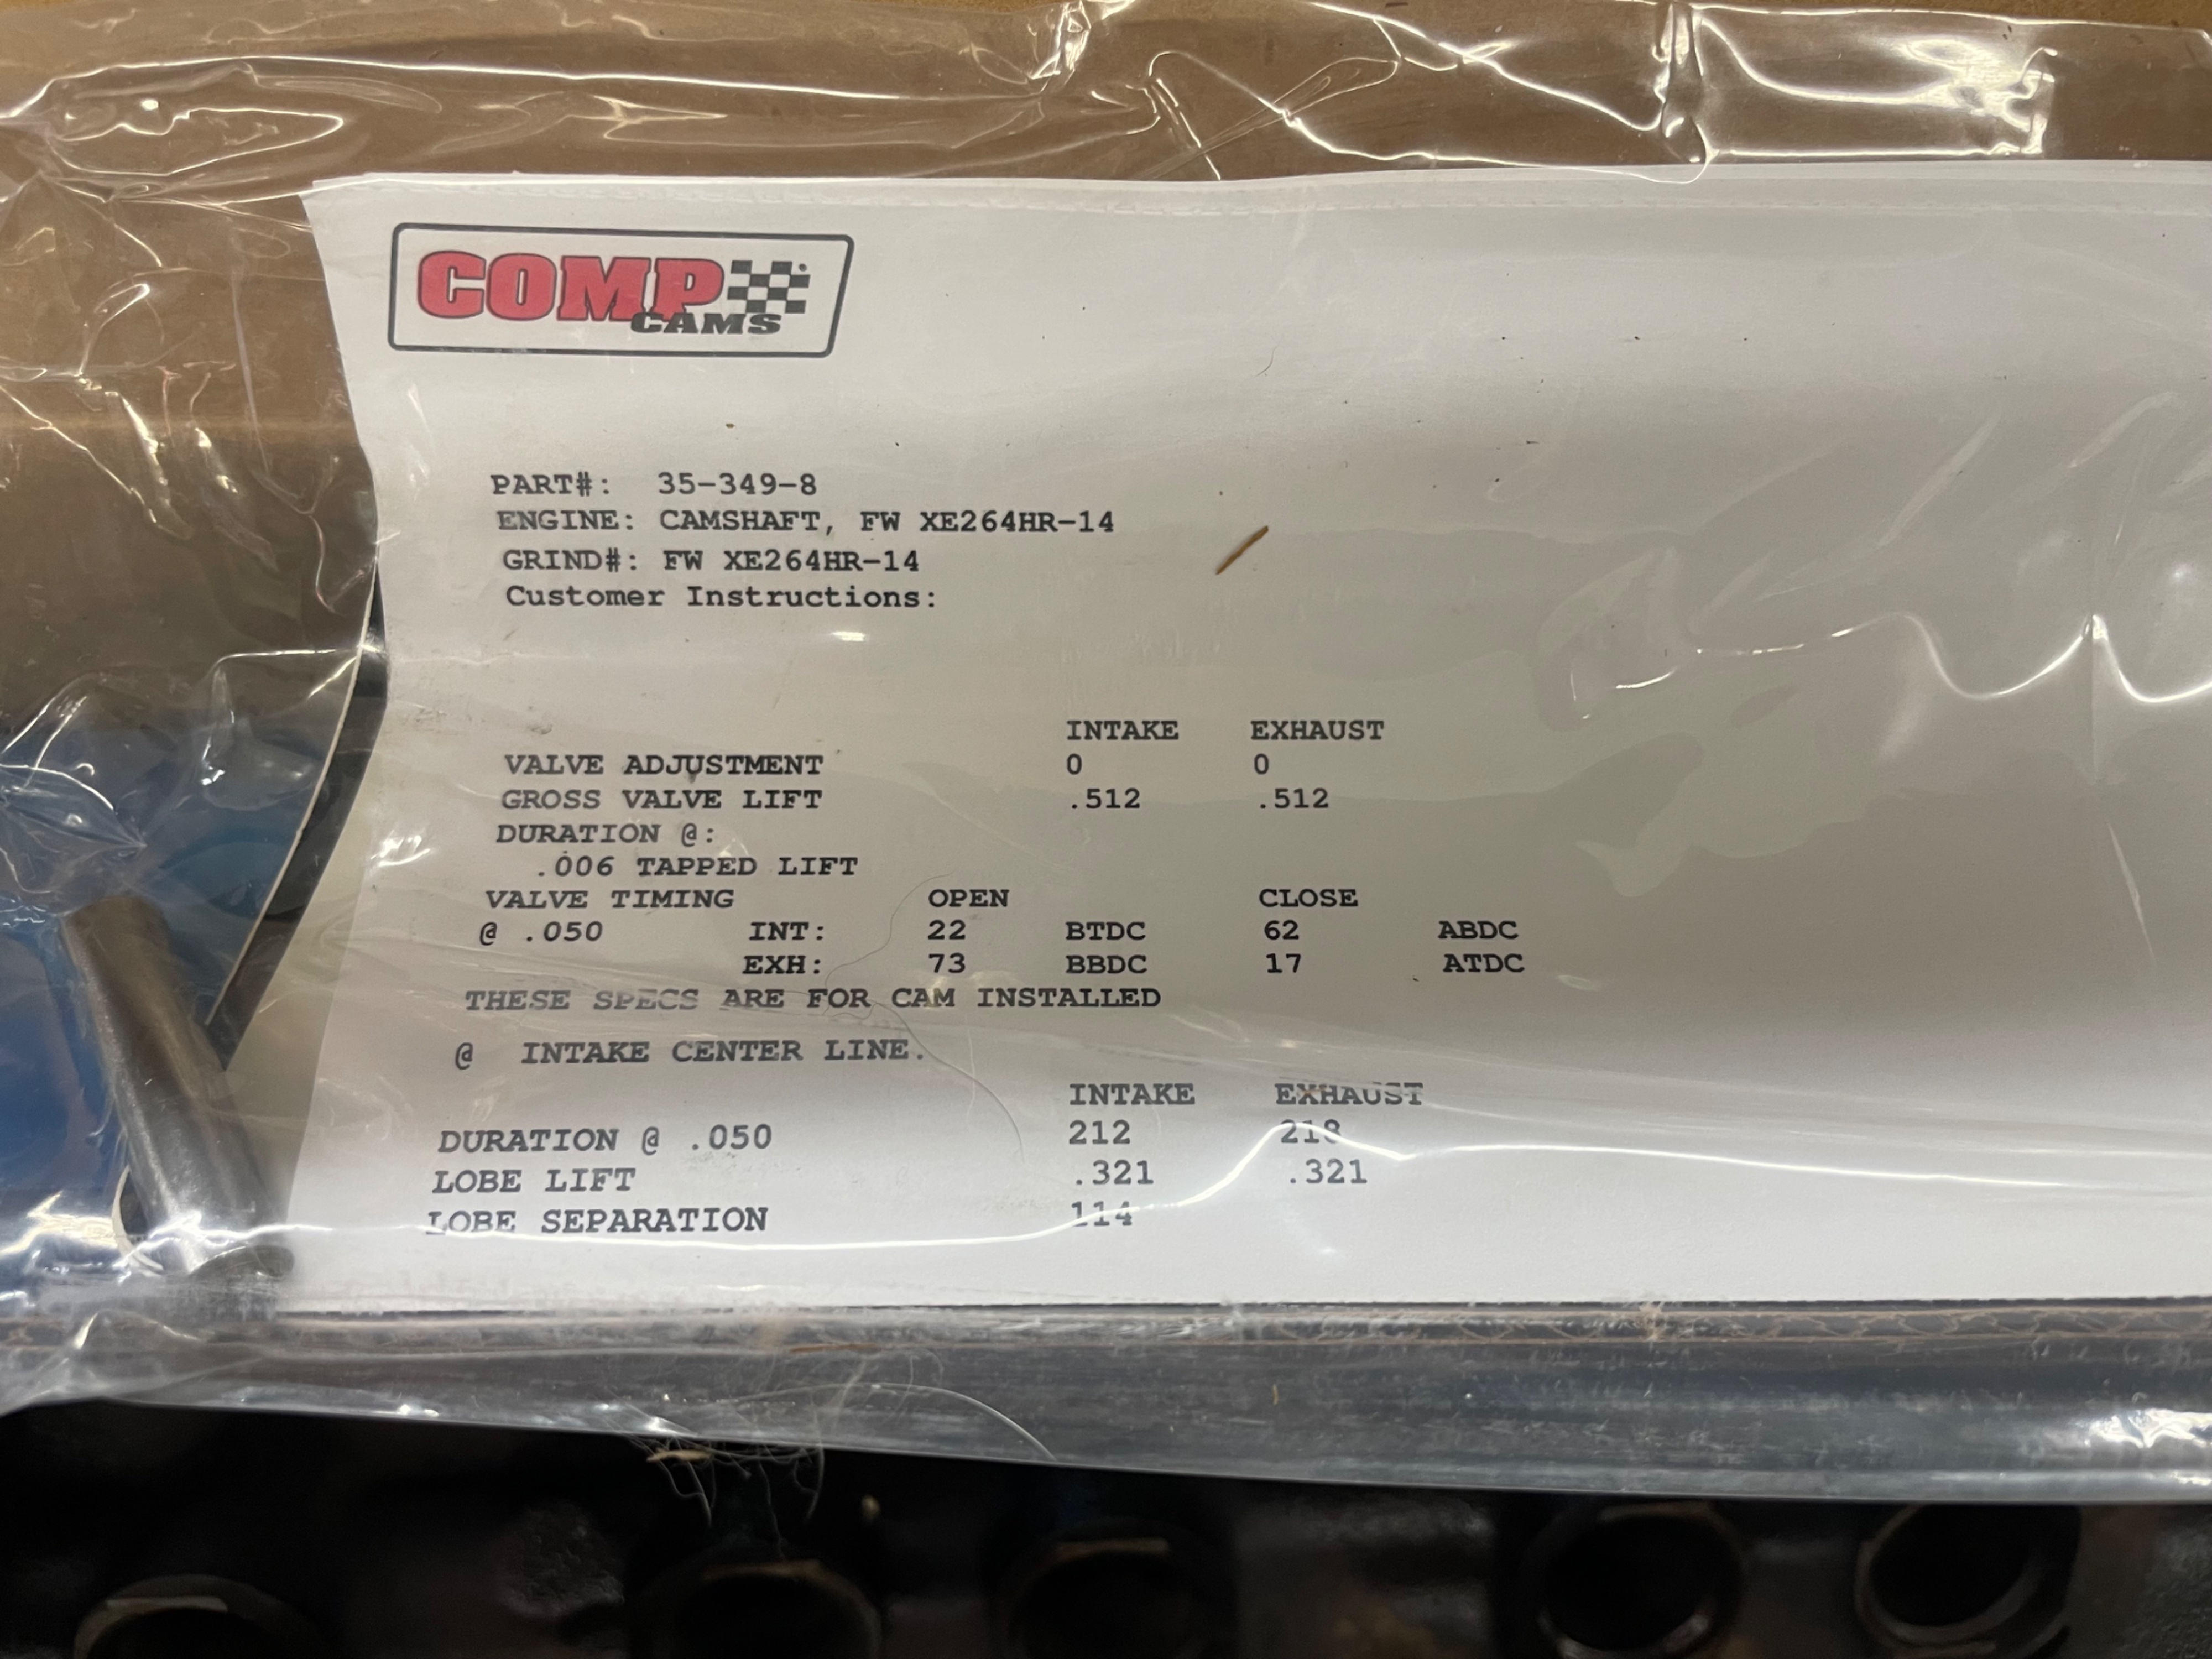 COMP
CAMS
PART#: 35-349-8
ENGINE: CAMSHAFT, FW XE264HR-14
GRIND#: FW XE264HR-14
Customer Instructions:
INTAKE EXHAUST
VALVE ADJUSTMENT 0 0
GROSS VALVE LIFT .512 .512
DURATION @:
.006 TAPPED LIFT
VALVE TIMING OPEN CLOSE
@ .050 INT: 22 BTDC 62 ABDC
EXH: 73 BBDC 17 ATDC
THESE SPECS ARE FOR CAM INSTALLED
@ INTAKE CENTER LINE.
INTAKE EXHAUST
DURATION @ .050 212 218
LOBE LIFT .321 .321
LOBE SEPARATION 114